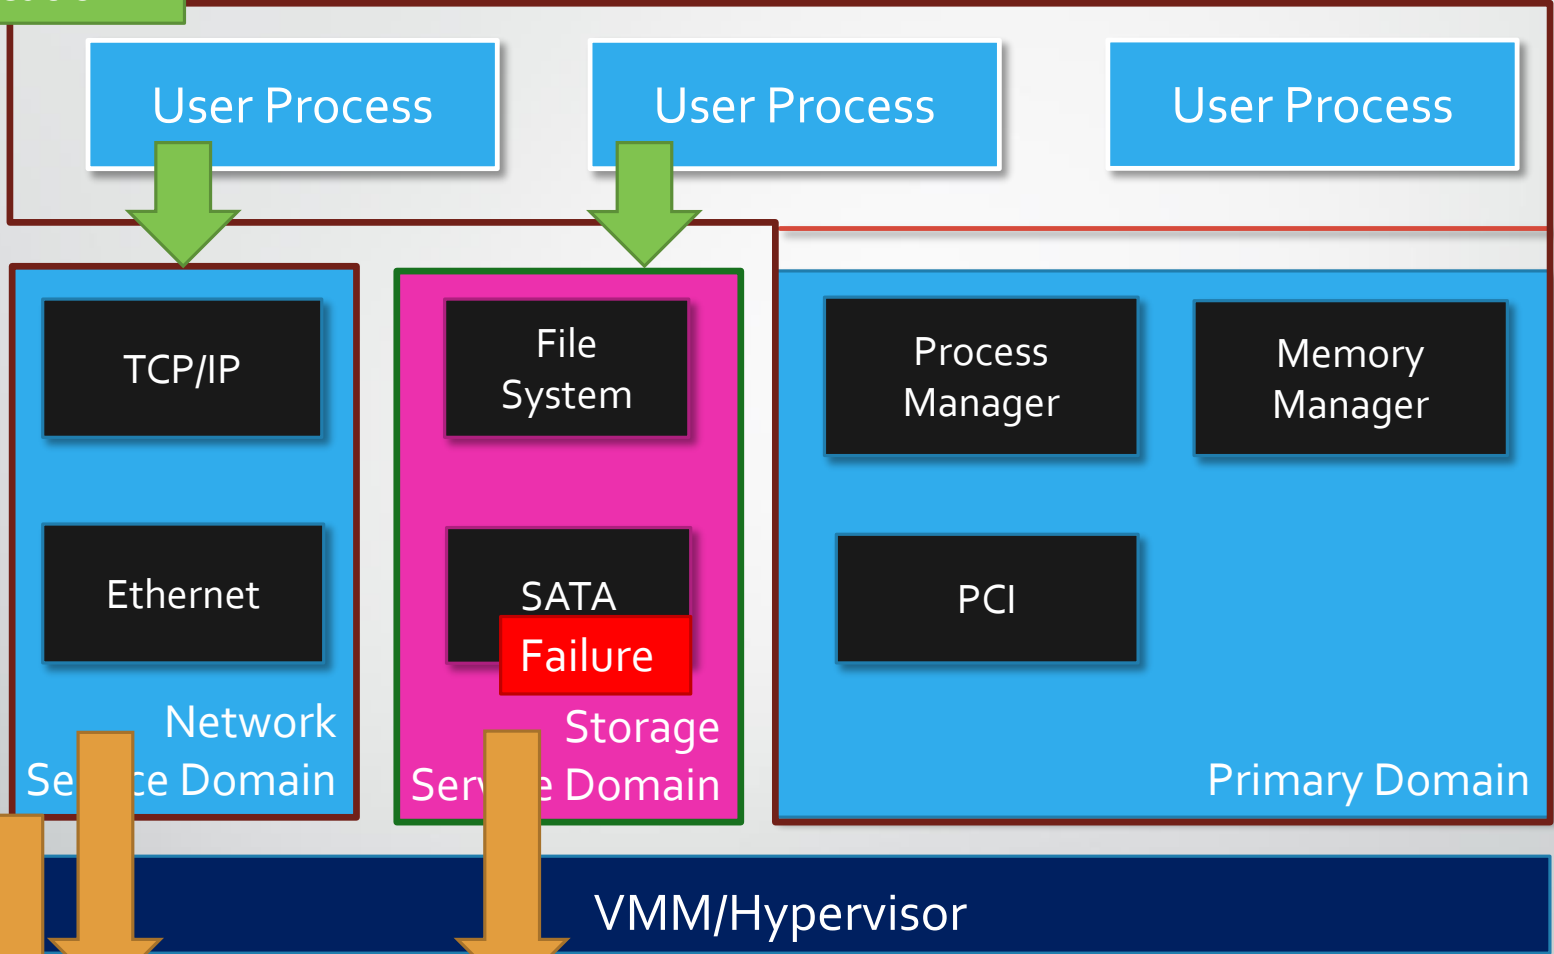 User Process
User Process
User Process
TCP/IP
File
System
Process
Manager
Memory
Manager
Ethernet
SATA
Failure
PCI
Network
Domain
Storage
Domain
Primary Domain
VMM/Hypervisor